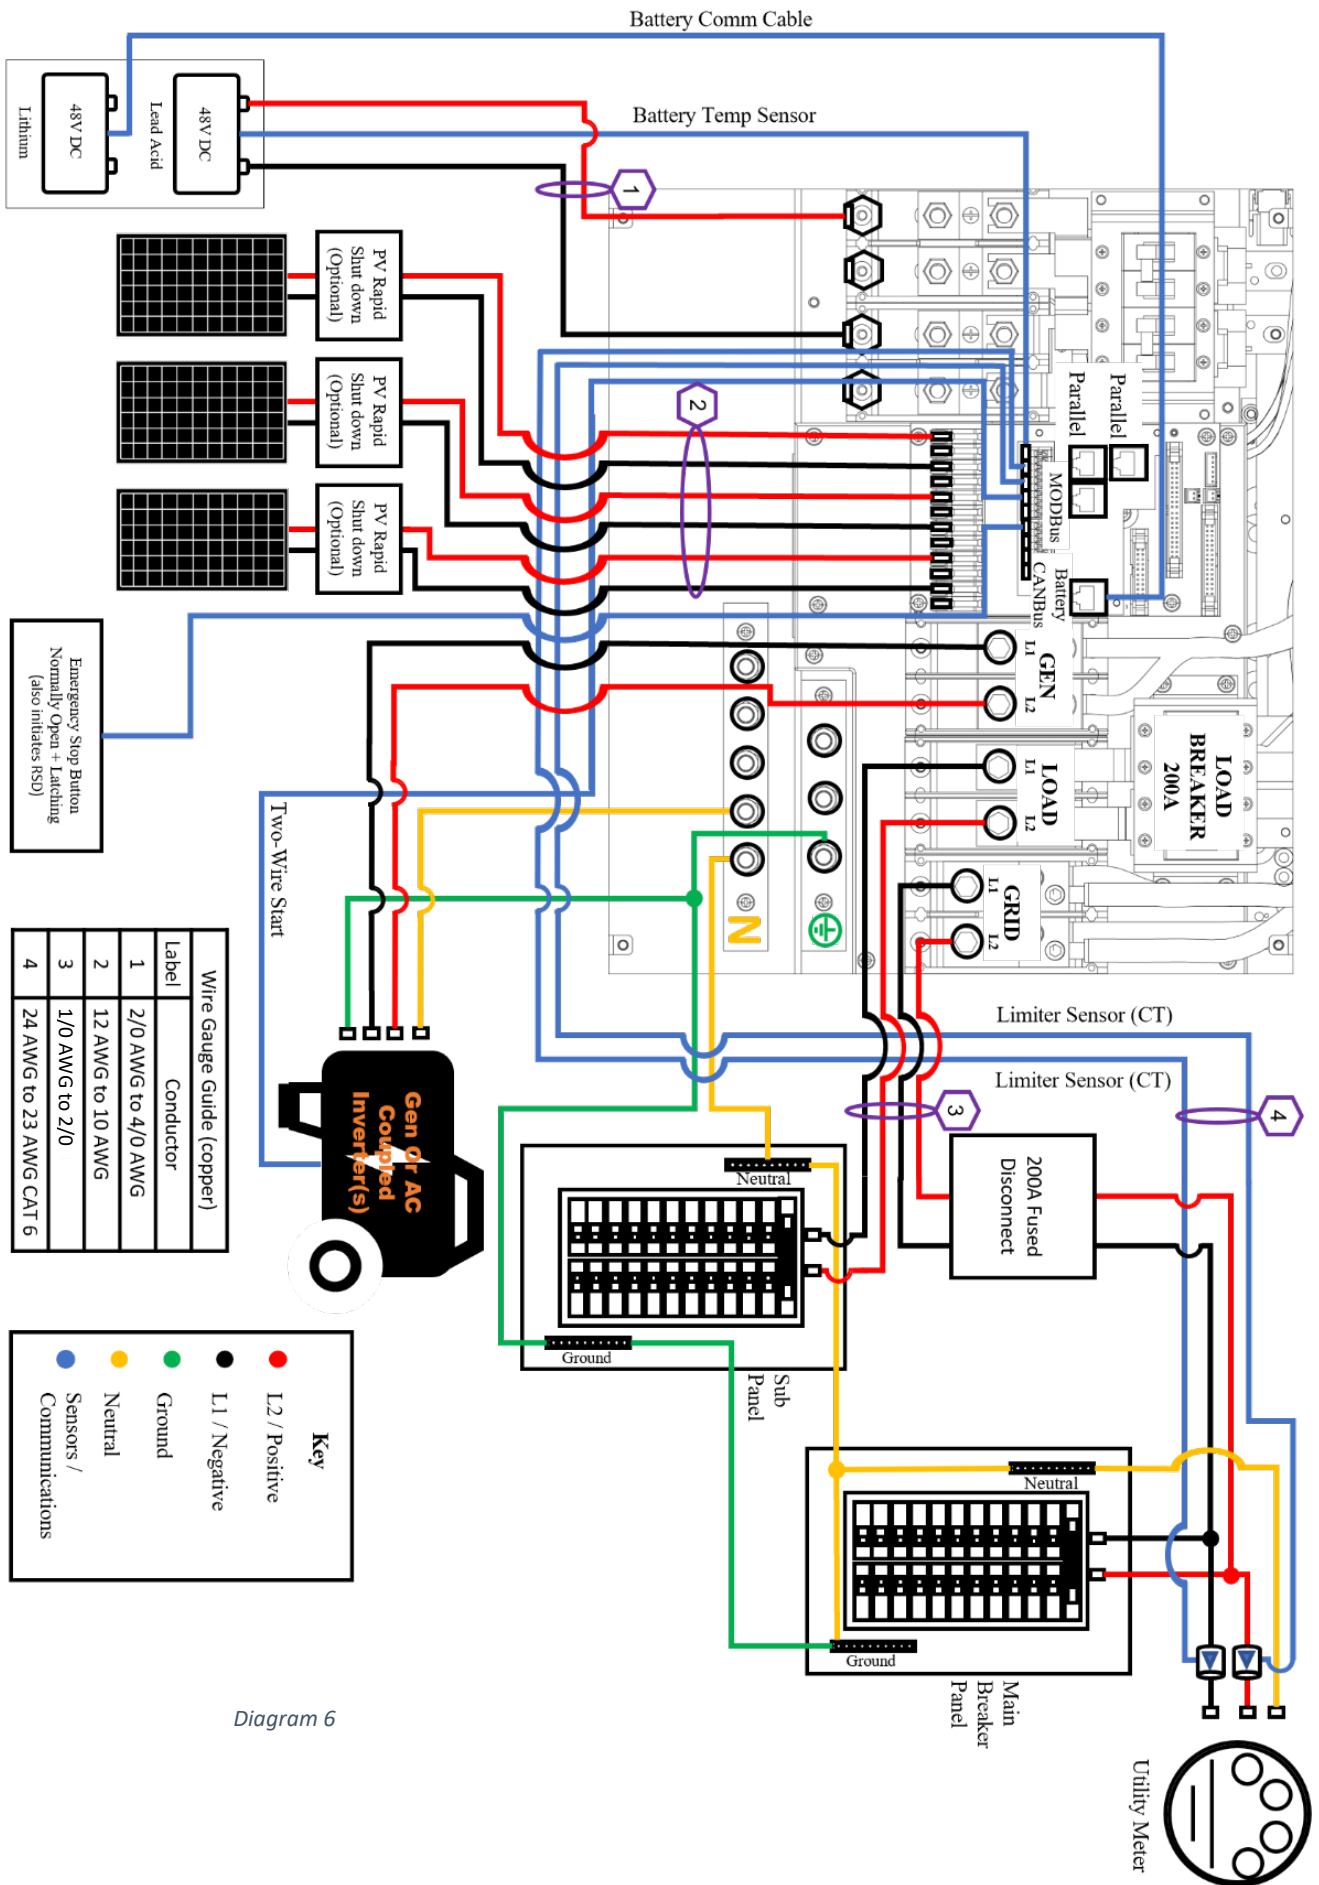 Battery Comm Cable
Battery Temp Sensor
48V DC
Lithium
48V DC
Lead Acid
1
PV Rapid
Shut down
(Optional)
PV Rapid
Shut down
(Optional)
PV Rapid
Shut down
(Optional)
2
Parallel
Parallel
MODBus
Battery
CANBus
GEN
L1
L2
LOAD
L1
L2
GRID
L1
L2
LOAD
BREAKER
200A
N
Emergency Stop Button
Normally Open + Latching
(also initiates RSD)
Two-Wire Start
Limiter Sensor (CT)
Limiter Sensor (CT)
3
4
200A Fused
Disconnect
Gen Or AC
Coupled
Inverter(s)
Neutral
Ground
Sub
Panel
Neutral
Ground
Main
Breaker
Panel
Utility Meter
Wire Gauge Guide (copper)
Label Conductor
1 2/0 AWG to 4/0 AWG
2 12 AWG to 10 AWG
3 1/0 AWG to 2/0
4 24 AWG to 23 AWG CAT 6
Key
L2 / Positive
L1 / Negative
Ground
Neutral
Sensors /
Communications
Diagram 6